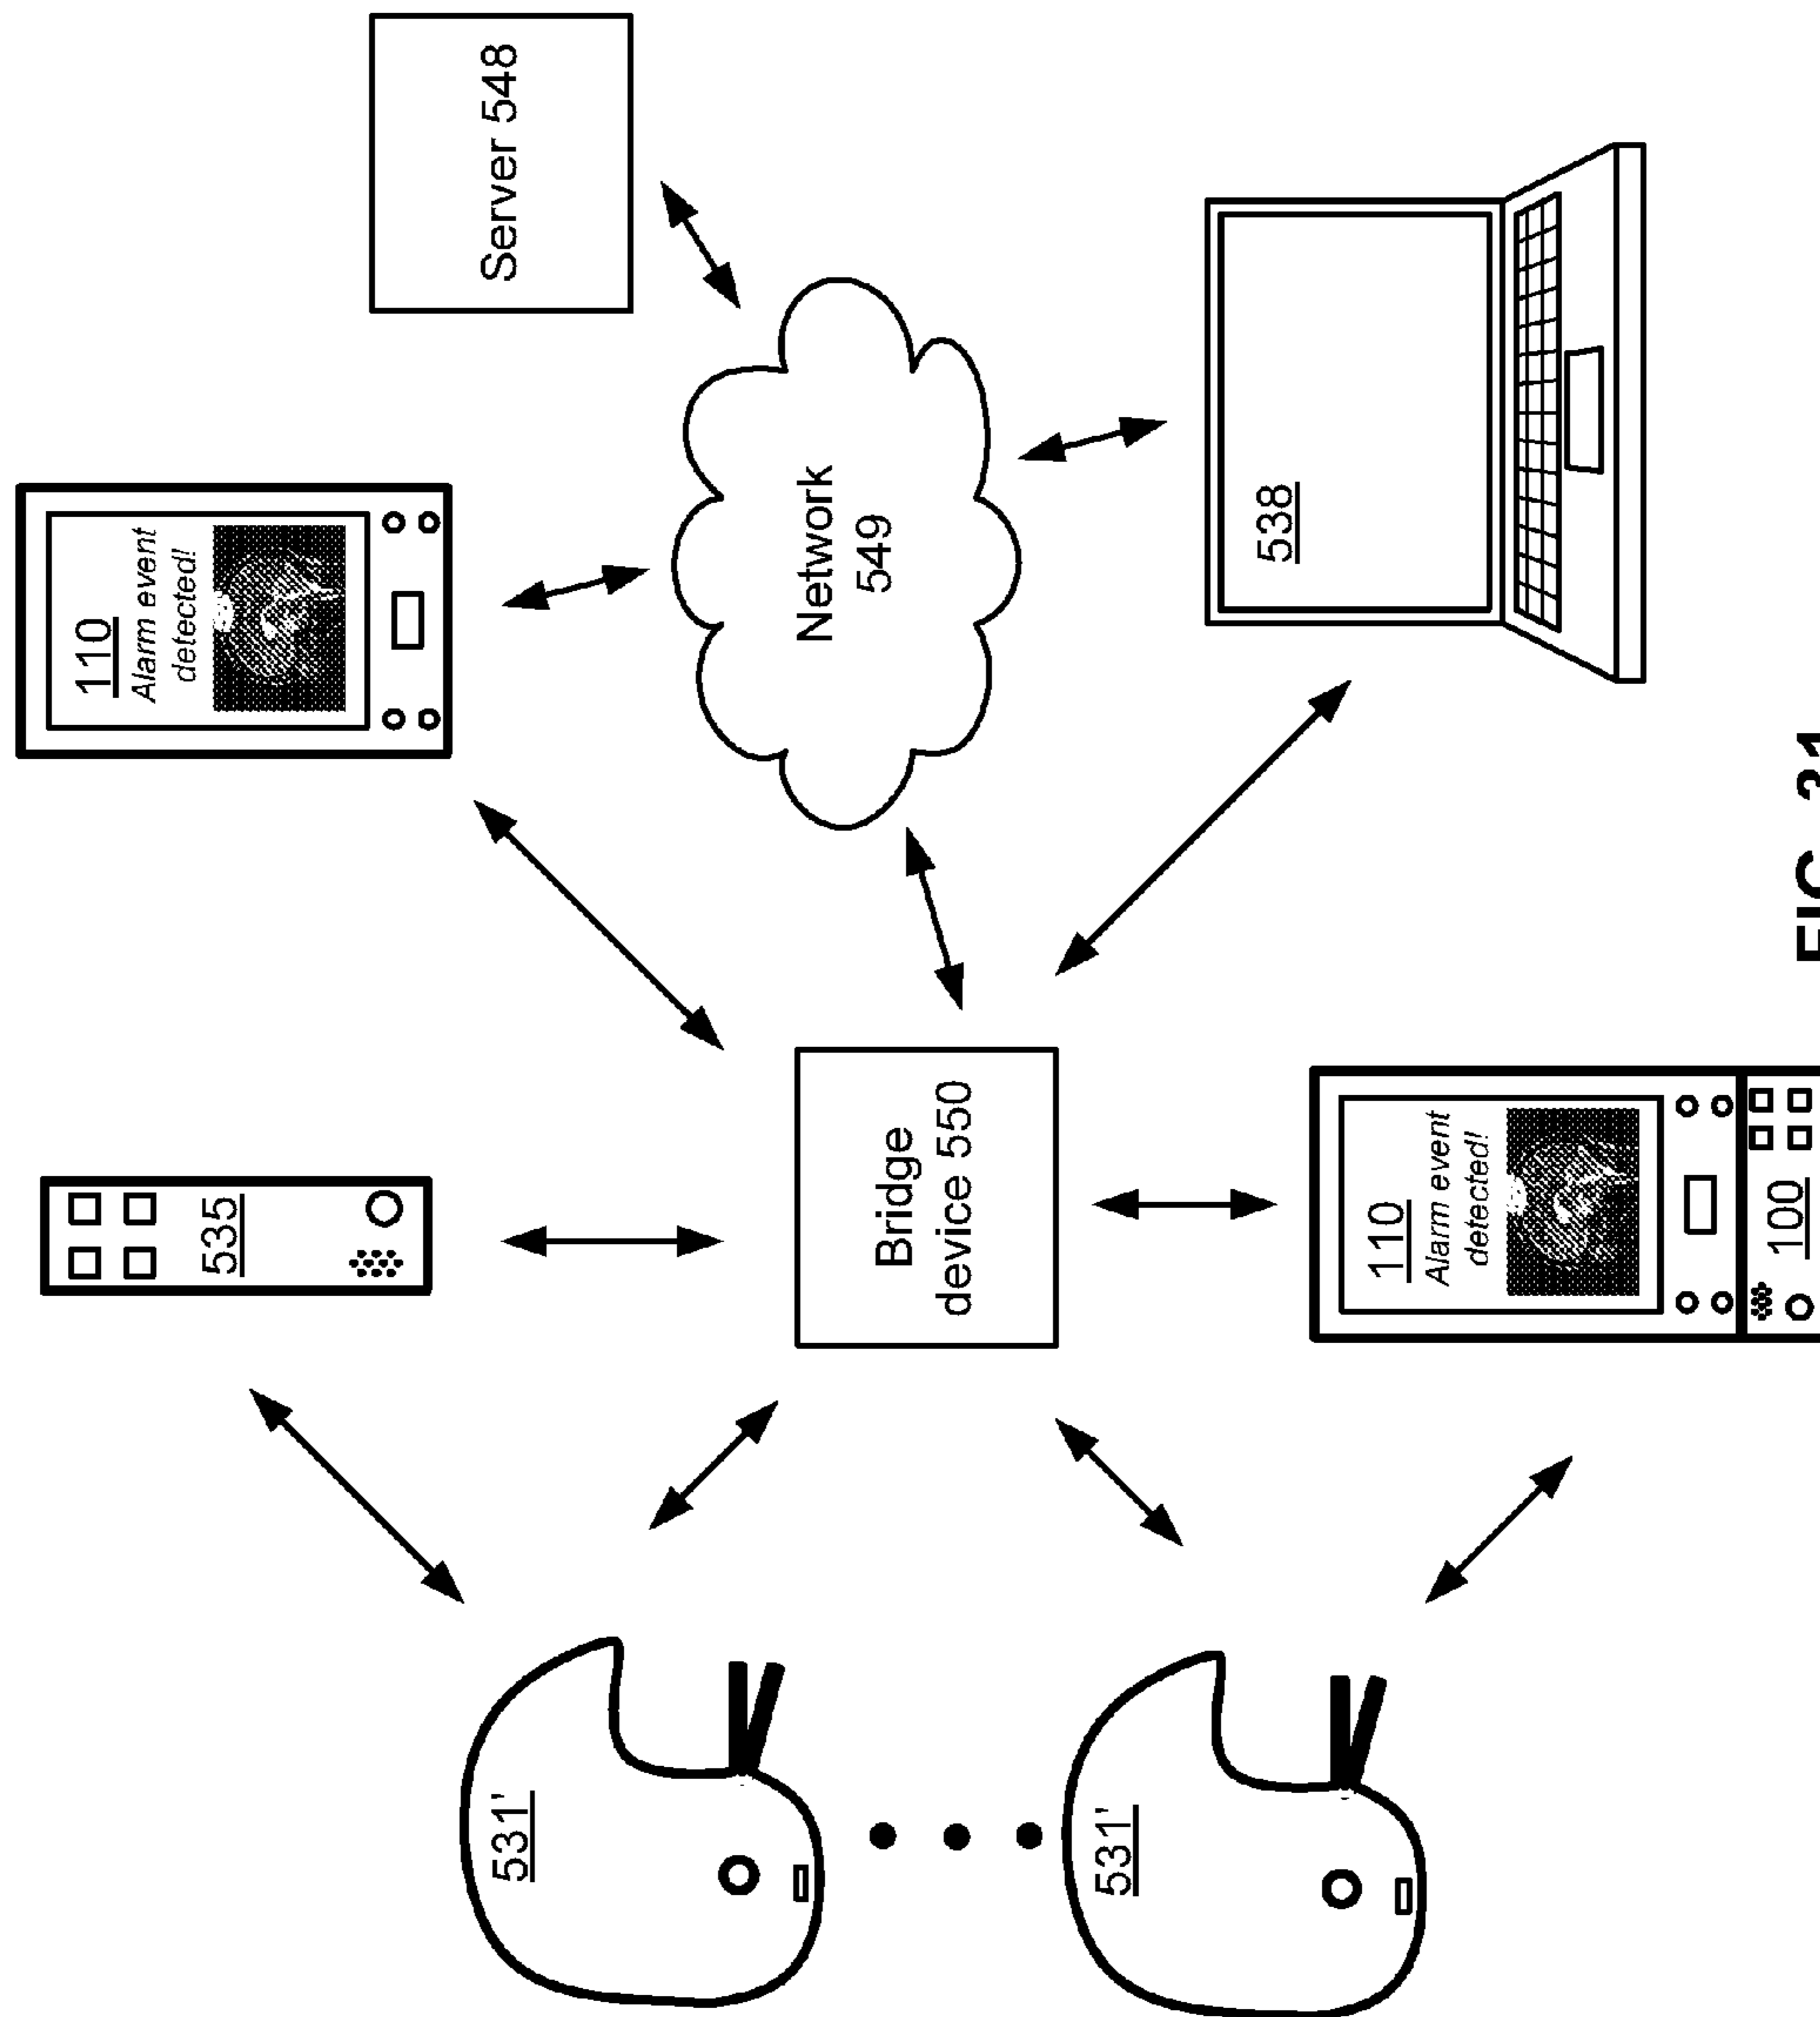 110
Alarm event
detected!
535
Server 548
531'
Network
549
Bridge
device 550
531'
538
110
Alarm event
detected!
100
FIG. 31